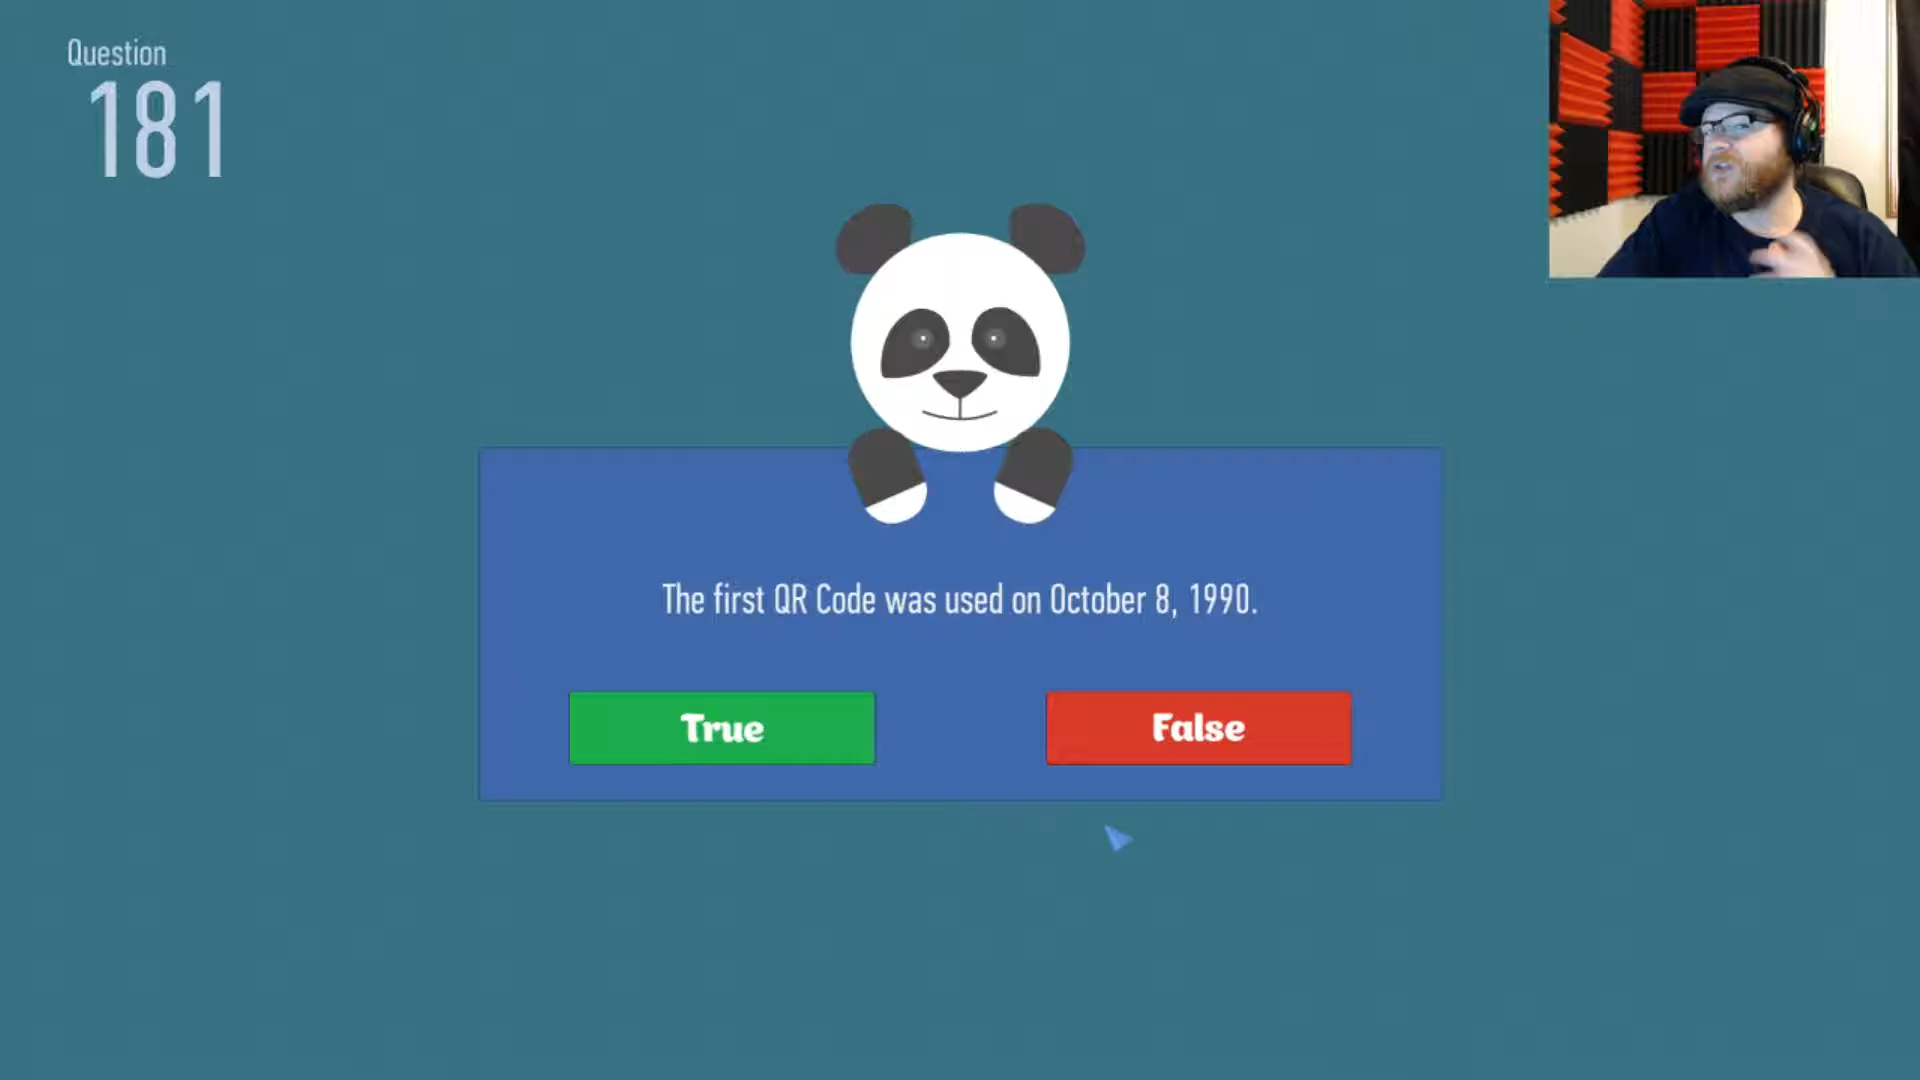 Question
181
The first QR Code was used on October 8, 1990.
True
False